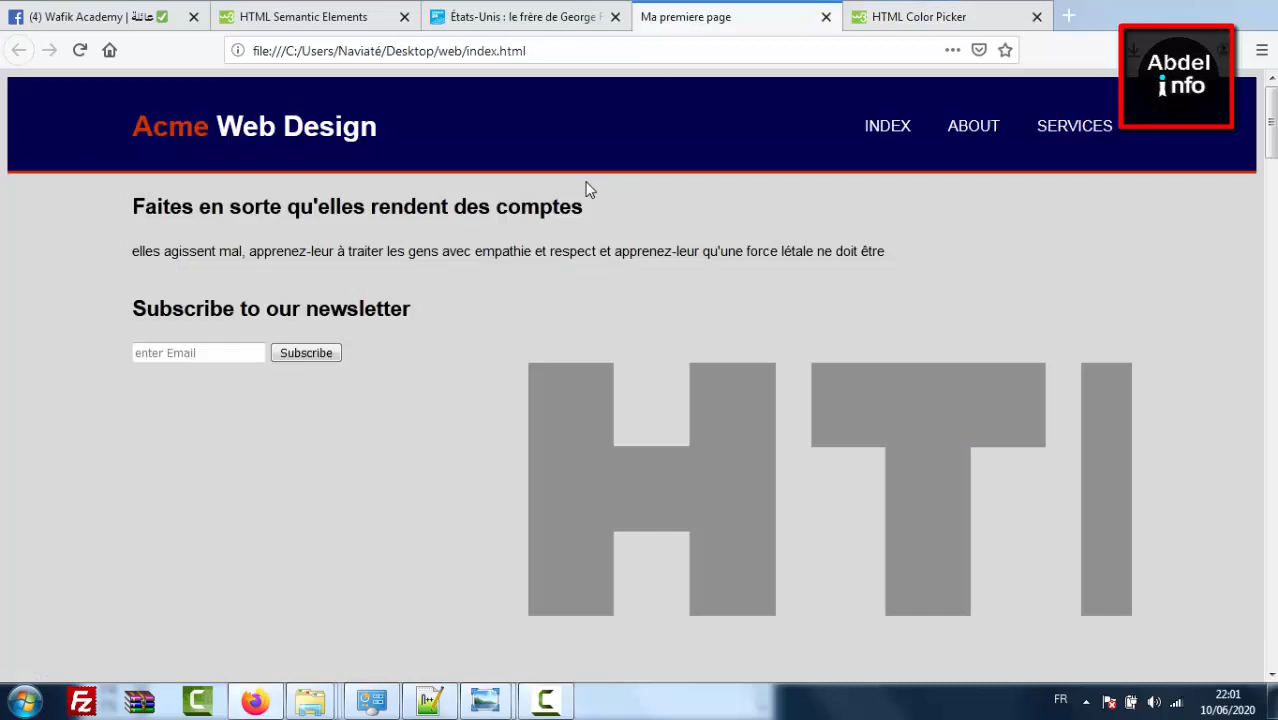 (4) Wafik Academy | عائلة✅
HTML Semantic Elements
États-Unis : le frère de George F
Ma premiere page
HTML Color Picker
file:///C:/Users/Naviaté/Desktop/web/index.html
Abdel
info
Acme Web Design
INDEX ABOUT SERVICES
Faites en sorte qu'elles rendent des comptes
elles agissent mal, apprenez-leur à traiter les gens avec empathie et respect et apprenez-leur qu'une force létale ne doit être
Subscribe to our newsletter
enter Email Subscribe
HTI
FR
22:01
10/06/2020